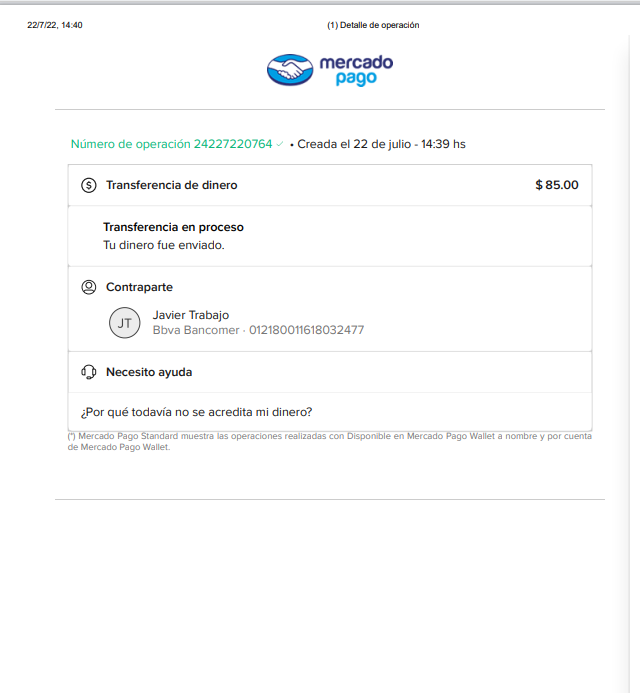 22/7/22, 14:40 (1) Detalle de operación
mercado
pago
Número de operación 24227220764 ✓ • Creada el 22 de julio - 14:39 hs
Transferencia de dinero $ 85.00
Transferencia en proceso
Tu dinero fue enviado.
Contraparte
JT
Javier Trabajo
Bbva Bancomer · 012180011618032477
Necesito ayuda
¿Por qué todavía no se acredita mi dinero?
(*) Mercado Pago Standard muestra las operaciones realizadas con Disponible en Mercado Pago Wallet a nombre y por cuenta
de Mercado Pago Wallet.